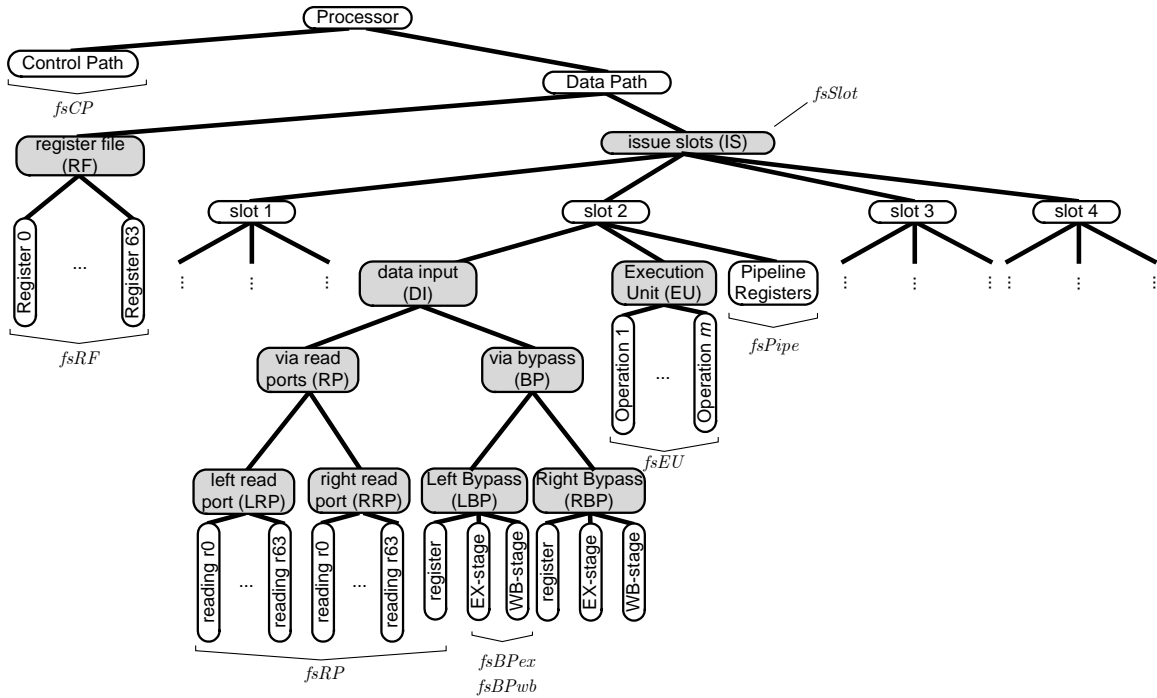 Processor
Control Path
fsCP
Data Path
fsSlot
register file
(RF)
issue slots (IS)
slot 1
slot 2
slot 3
slot 4
Register 0
...
Register 63
fsRF
...
...
...
data input
(DI)
Execution
Unit (EU)
Pipeline
Registers
fsPipe
...
...
...
...
...
...
Operation 1
...
Operation m
fsEU
via read
ports (RP)
via bypass
(BP)
left read
port (LRP)
right read
port (RRP)
Left Bypass
(LBP)
Right Bypass
(RBP)
reading r0
...
reading r63
reading r0
...
reading r63
register
EX-stage
WB-stage
register
EX-stage
WB-stage
fsRP
fsBPex
fsBPwb